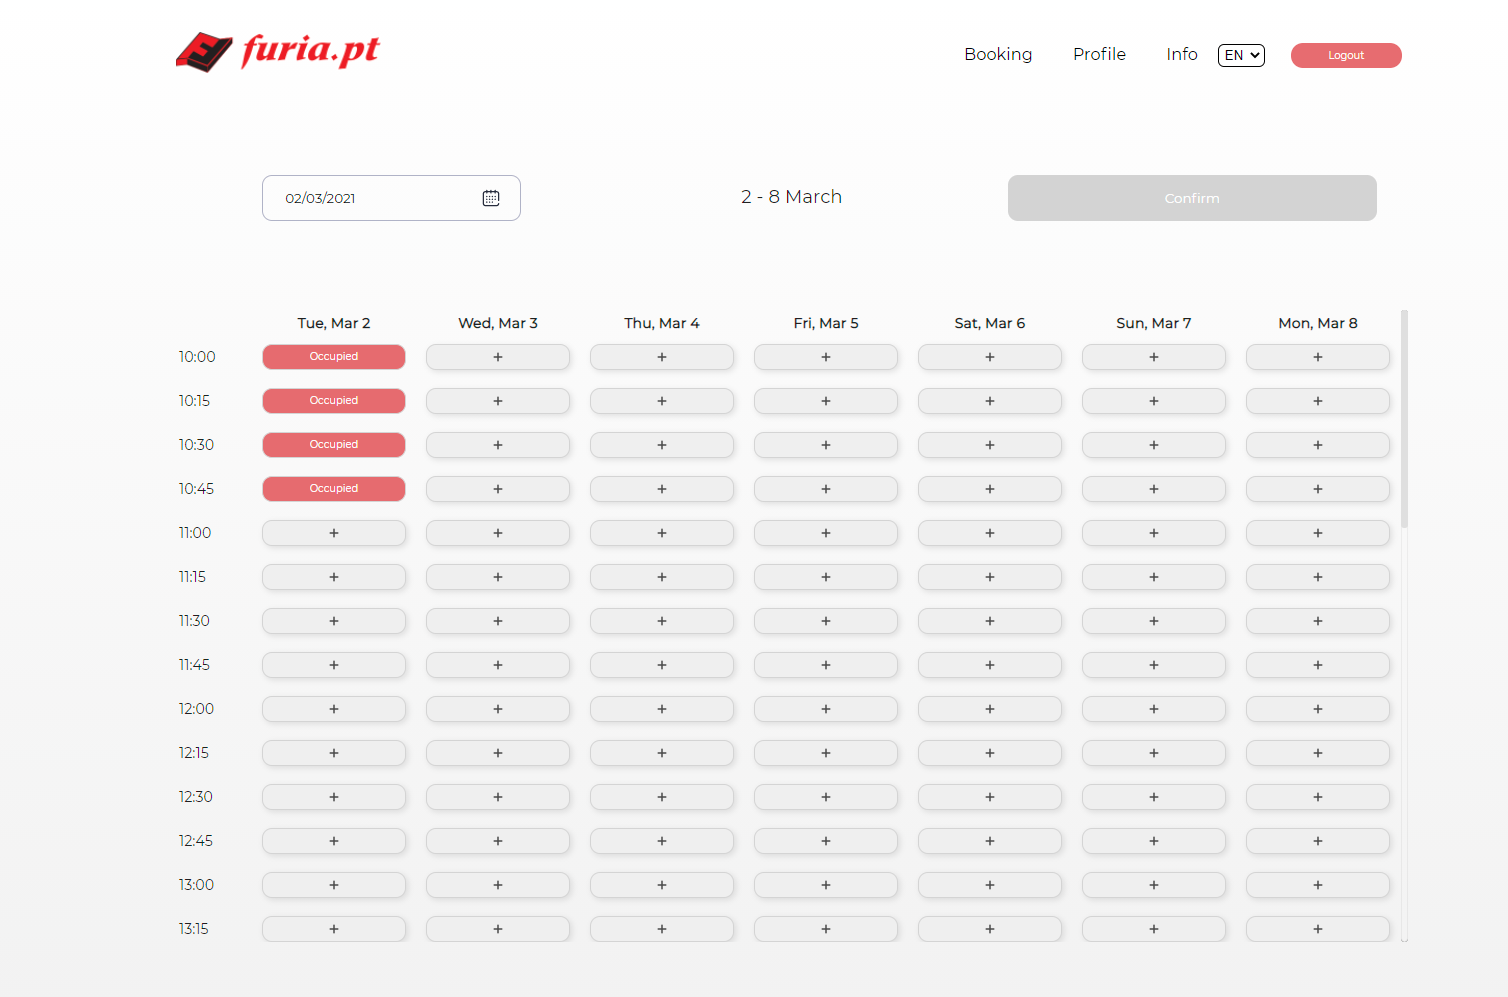 furia.pt
Booking Profile Info EN Logout
02/03/2021 2 - 8 March Confirm
Tue, Mar 2 Wed, Mar 3 Thu, Mar 4 Fri, Mar 5 Sat, Mar 6 Sun, Mar 7 Mon, Mar 8
10:00 Occupied + + + + + +
10:15 Occupied + + + + + +
10:30 Occupied + + + + + +
10:45 Occupied + + + + + +
11:00 + + + + + + +
11:15 + + + + + + +
11:30 + + + + + + +
11:45 + + + + + + +
12:00 + + + + + + +
12:15 + + + + + + +
12:30 + + + + + + +
12:45 + + + + + + +
13:00 + + + + + + +
13:15 + + + + + + +